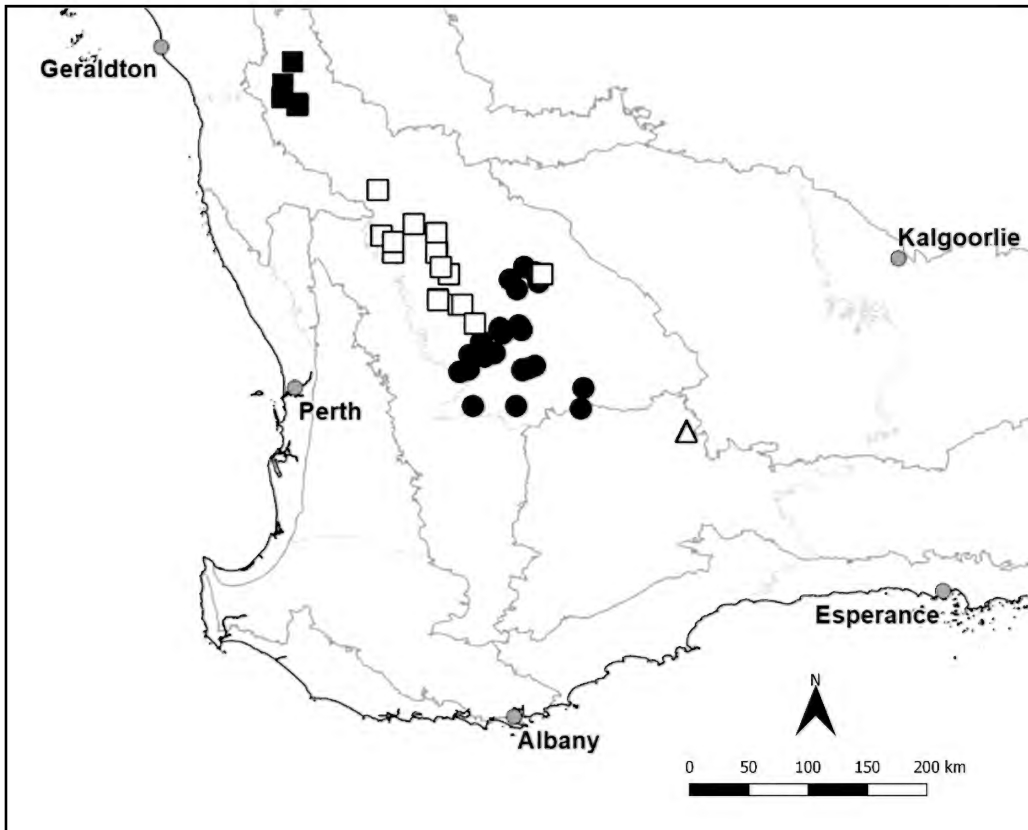 Geraldton
Kalgoorlie
Perth
Esperance
N
Albany
0 50 100 150 200 km